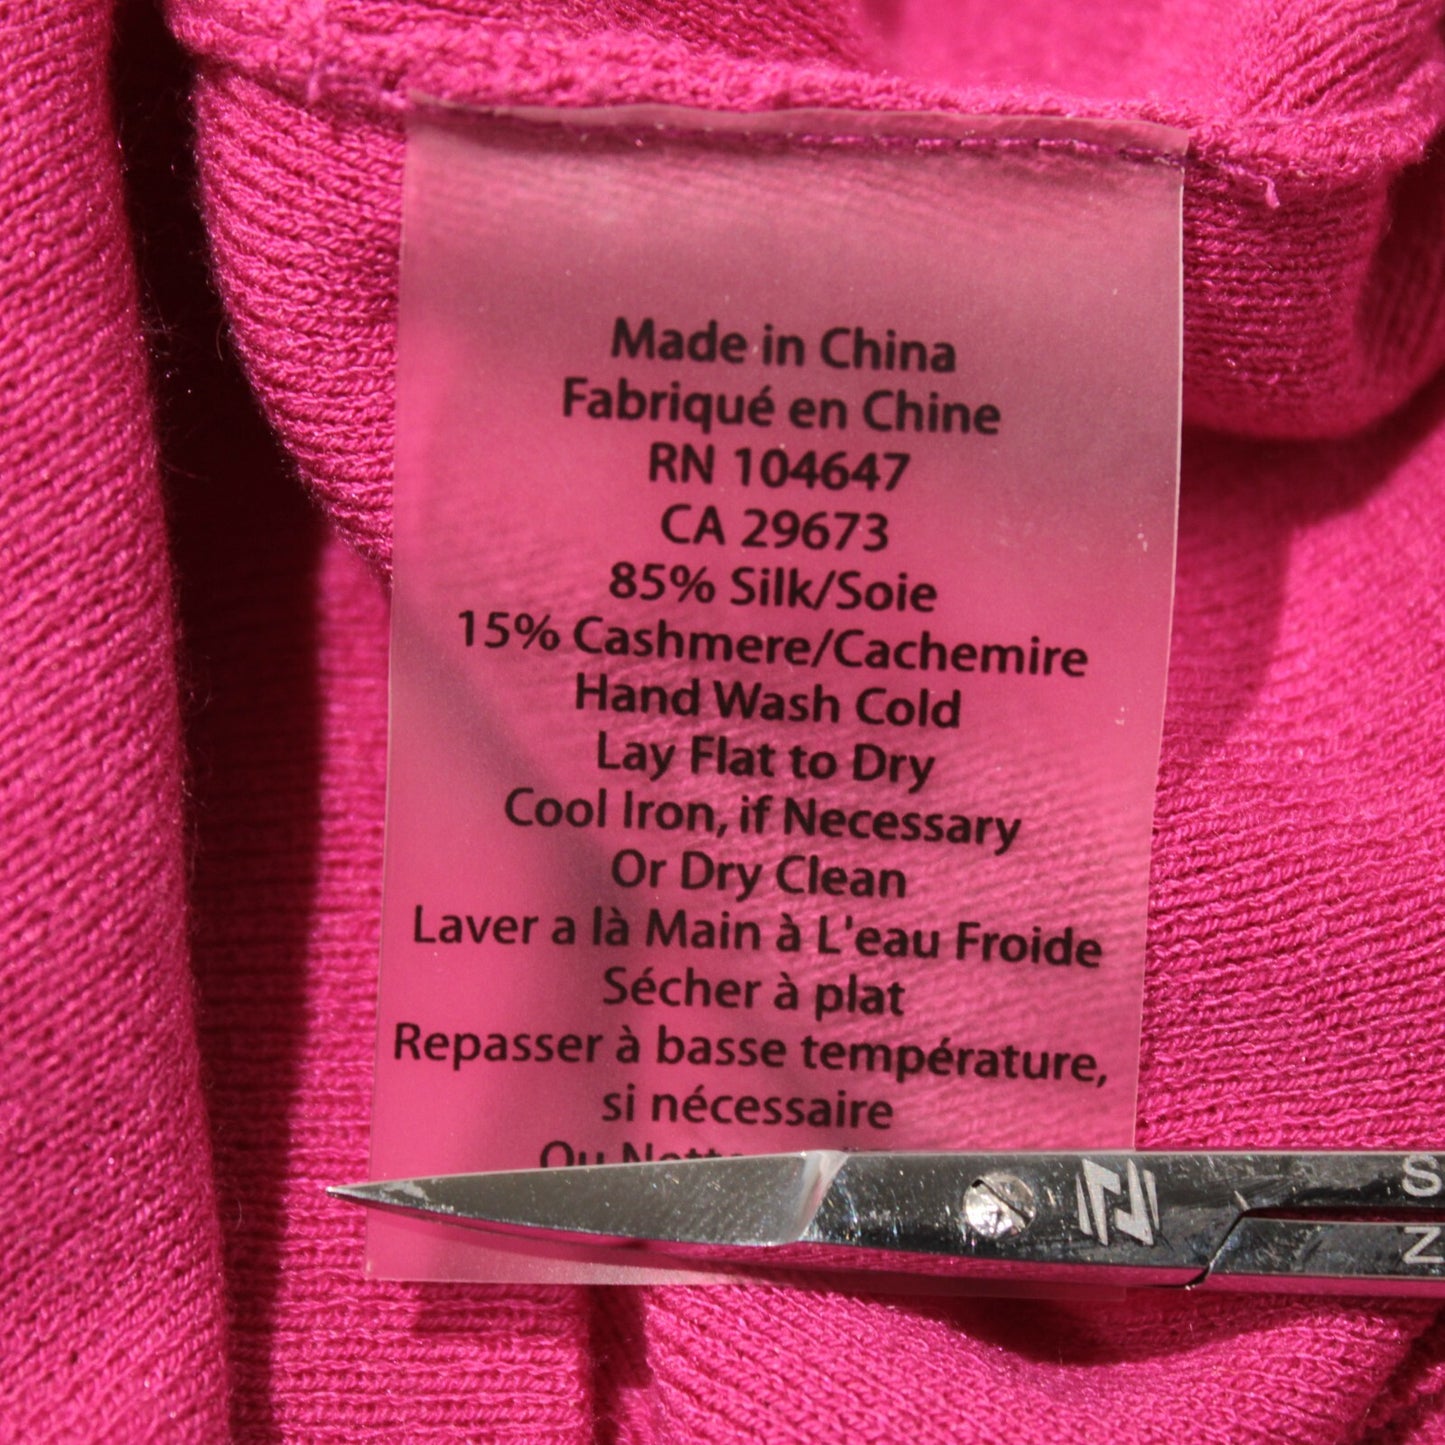 Made in China
Fabriqué en Chine
RN 104647
CA 29673
85% Silk/Soie
15% Cashmere/Cachemire
Hand Wash Cold
Lay Flat to Dry
Cool Iron, if Necessary
Or Dry Clean
Laver a là Main à L'eau Froide
Sécher à plat
Repasser à basse température,
si nécessaire
Ou
S
Z